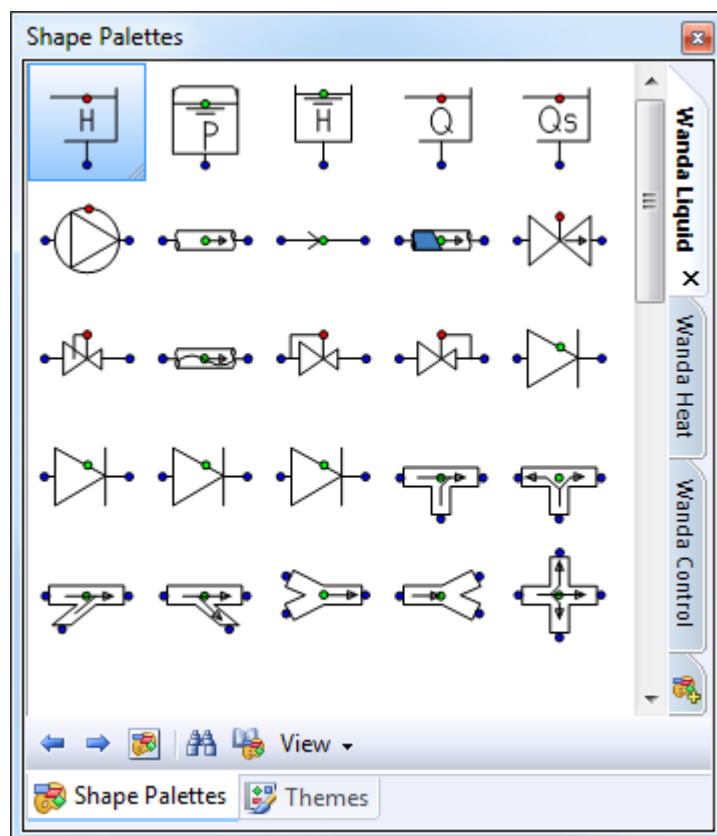 Shape Palettes
H P H Q Qs
Wanda Liquid
Wanda Heat
Wanda Control
View
Shape Palettes Themes